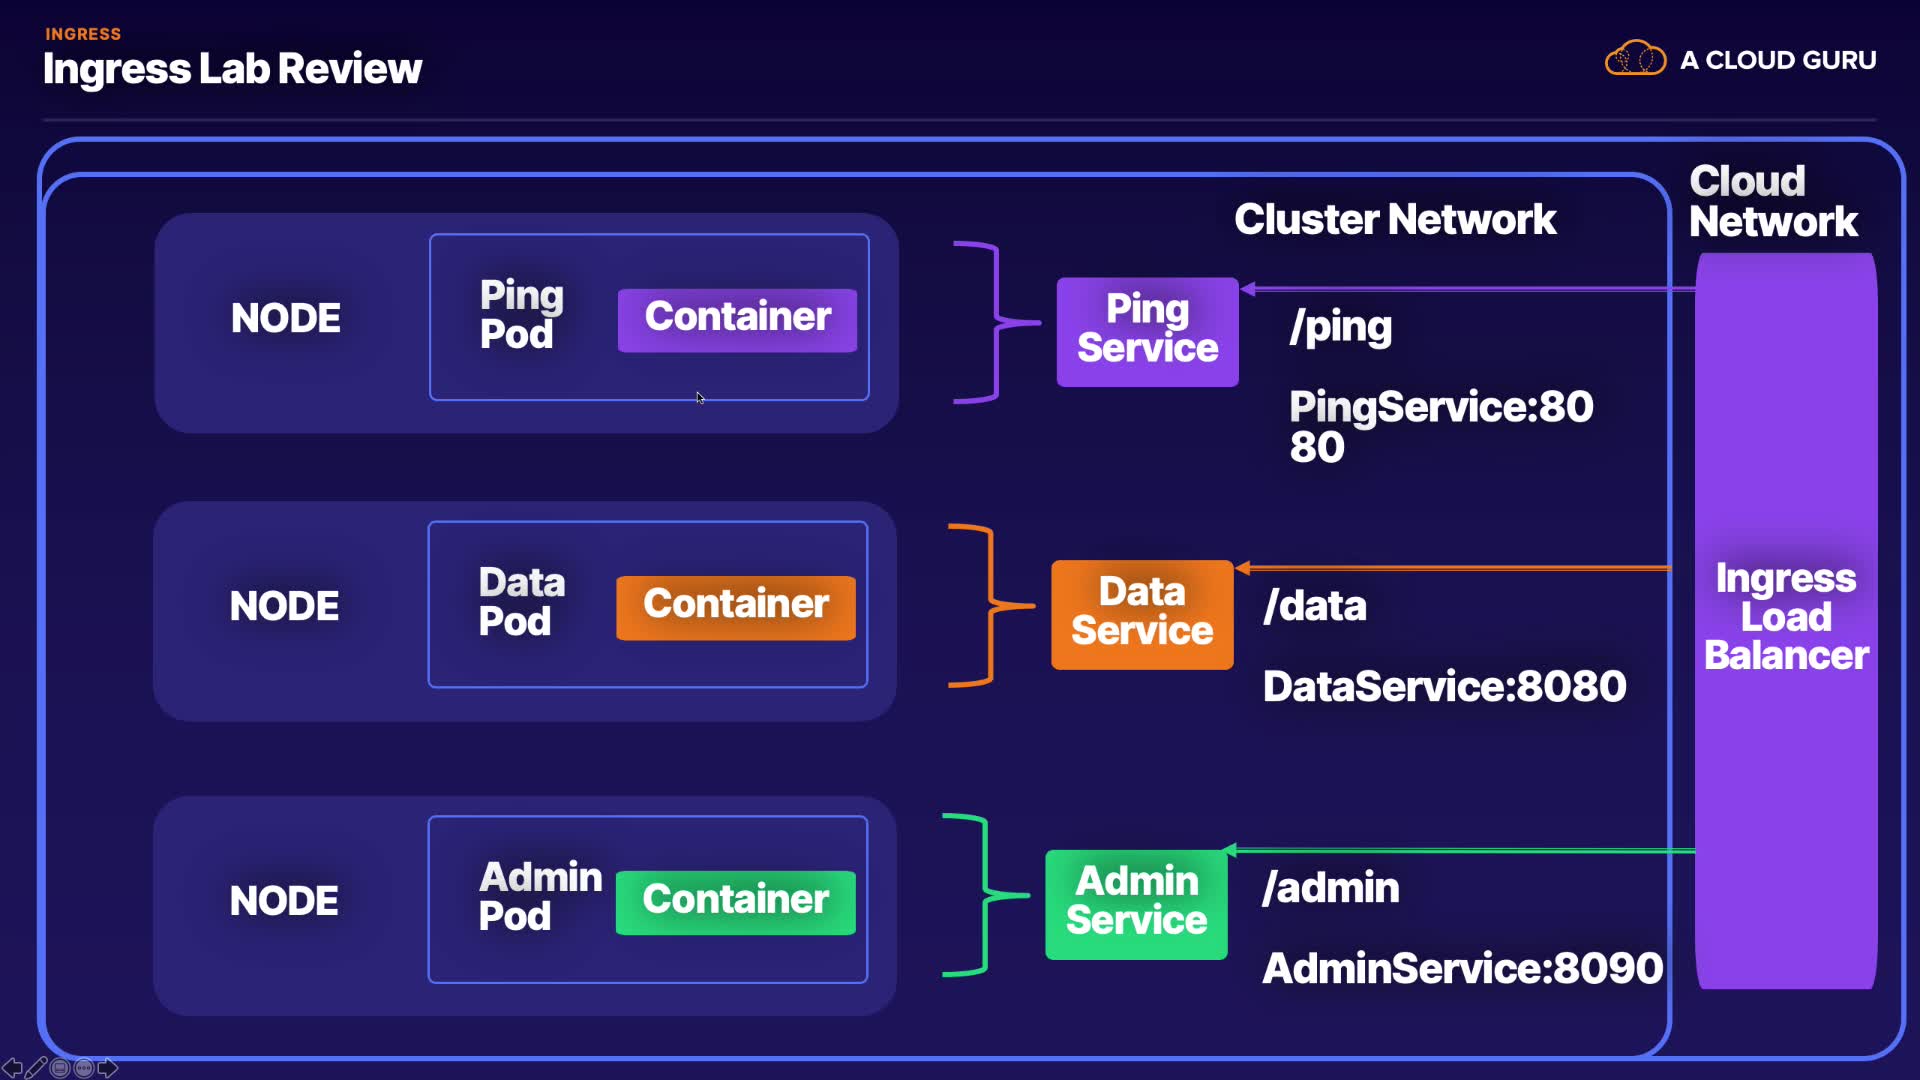 INGRESS
Ingress Lab Review
A CLOUD GURU
Cloud
Network
Cluster Network
NODE
Ping
Pod
Container
Ping
Service
/ping
PingService:80
80
NODE
Data
Pod
Container
Data
Service
/data
DataService:8080
Ingress
Load
Balancer
NODE
Admin
Pod
Container
Admin
Service
/admin
AdminService:8090